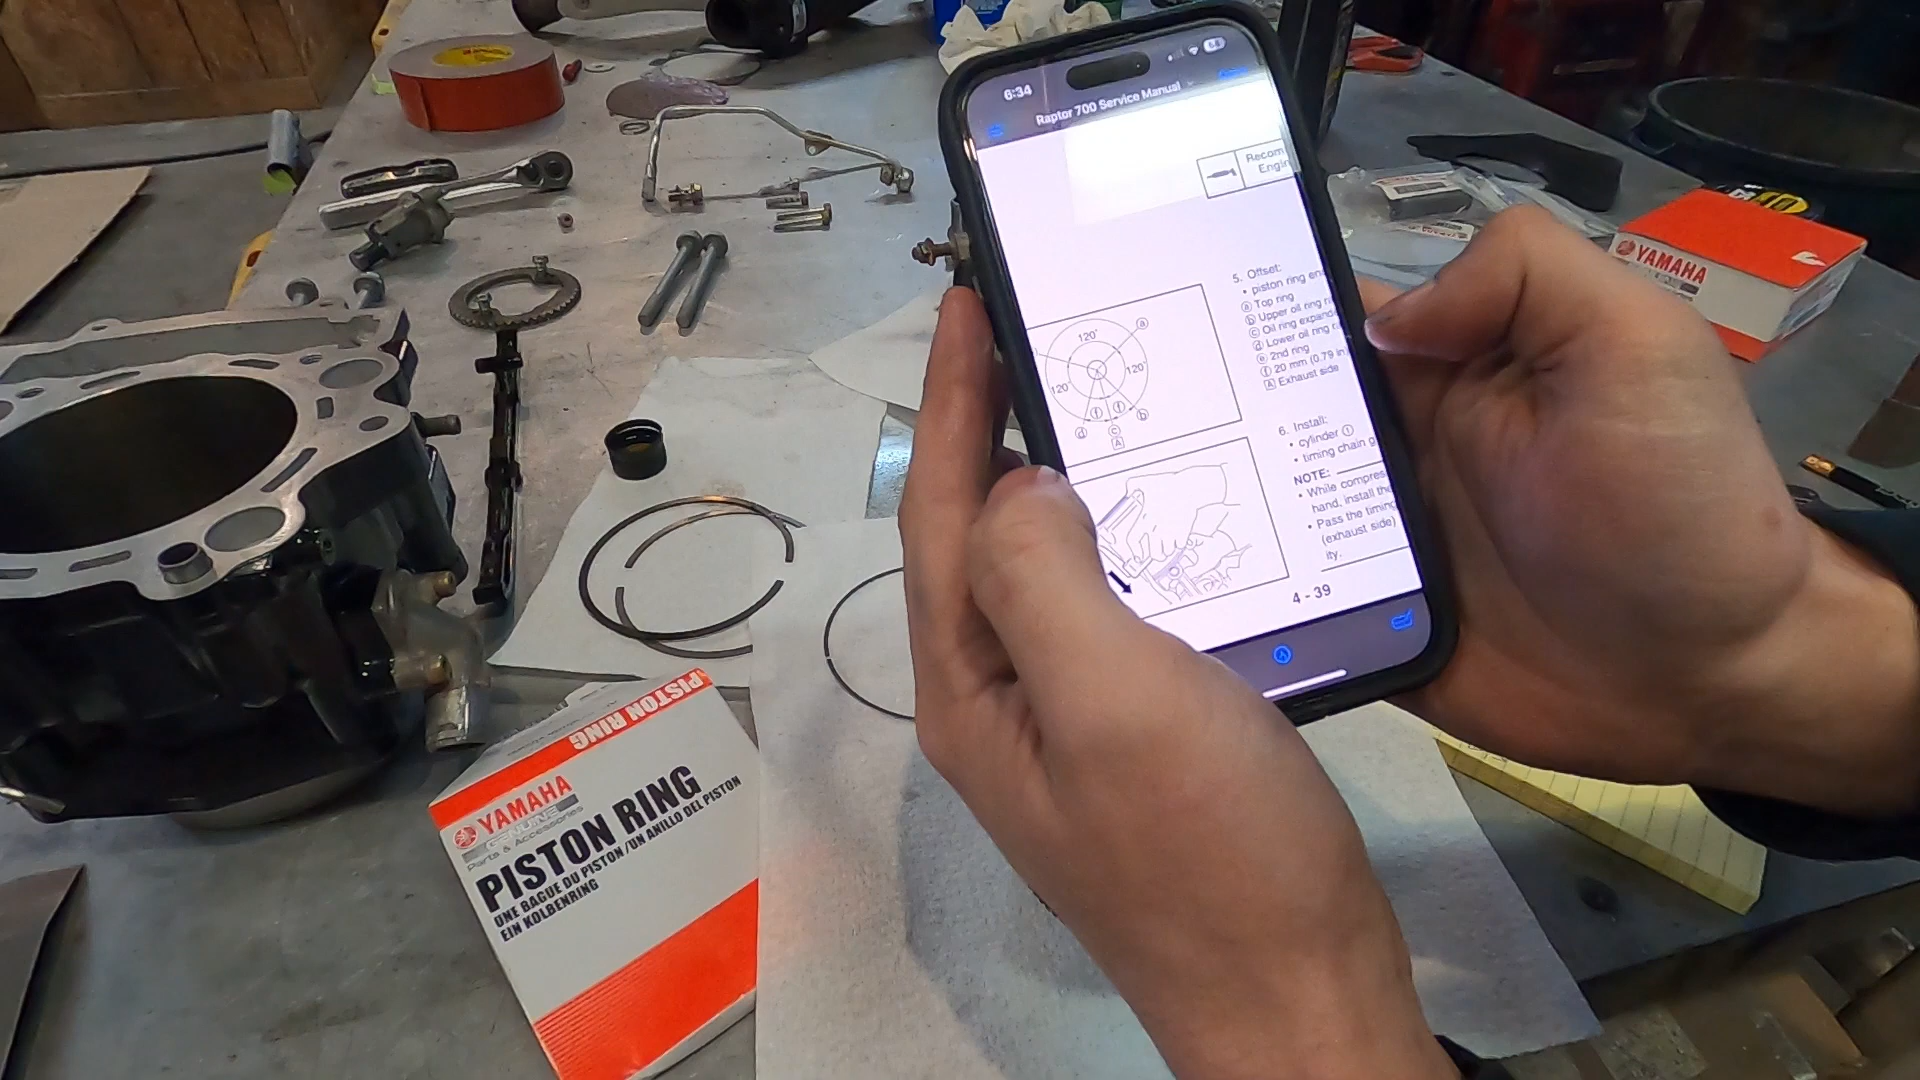 6:34
Raptor 700 Service Manual
Recom
Engin
5. Offset:
• piston ring en
ⓐ Top ring
ⓑ Upper oil ring r
ⓒ Oil ring expand
ⓓ Lower oil ring r
ⓔ 2nd ring
ⓕ 20 mm (0.79 in
A Exhaust side
120°
120°
120°
ⓐ
ⓕ
ⓕ
ⓑ
ⓓ
ⓒ
A
6. Install:
• cylinder ①
• timing chain g
NOTE:
• While compres
hand, install the
• Pass the timing
(exhaust side)
ity.
4 - 39
YAMAHA
PISTON RING
YAMAHA
GENUINE
Parts & Accessories
PISTON RING
UNE BAGUE DU PISTON /UN ANILLO DEL PISTON
EIN KOLBENRING